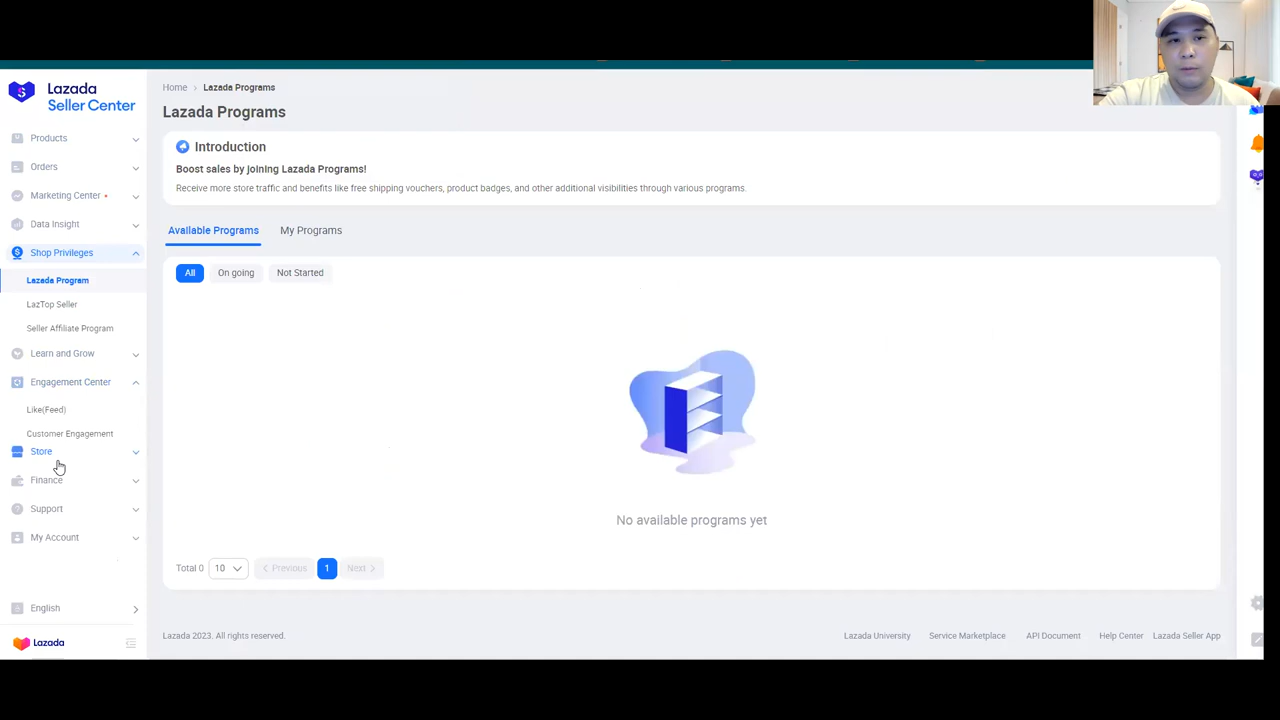 Lazada
Seller Center
Products
Orders
Marketing Center
Data Insight
Shop Privileges
Lazada Program
LazTop Seller
Seller Affiliate Program
Learn and Grow
Engagement Center
Like(Feed)
Customer Engagement
Store
Finance
Support
My Account
English
Lazada
Home > Lazada Programs
Lazada Programs
Introduction
Boost sales by joining Lazada Programs!
Receive more store traffic and benefits like free shipping vouchers, product badges, and other additional visibilities through various programs.
Available Programs My Programs
All On going Not Started
No available programs yet
Total 0 10 < Previous 1 Next >
Lazada 2023. All rights reserved. Lazada University Service Marketplace API Document Help Center Lazada Seller App